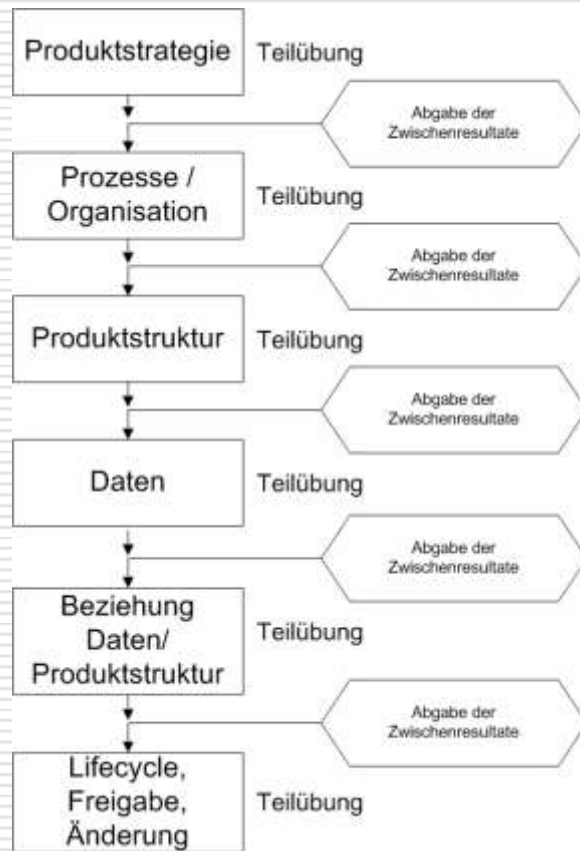 Produktstrategie
Teilübung
Abgabe der
Zwischenresultate
Prozesse /
Organisation
Teilübung
Abgabe der
Zwischenresultate
Produktstruktur
Teilübung
Abgabe der
Zwischenresultate
Daten
Teilübung
Abgabe der
Zwischenresultate
Beziehung
Daten/
Produktstruktur
Teilübung
Abgabe der
Zwischenresultate
Lifecycle,
Freigabe,
Änderung
Teilübung